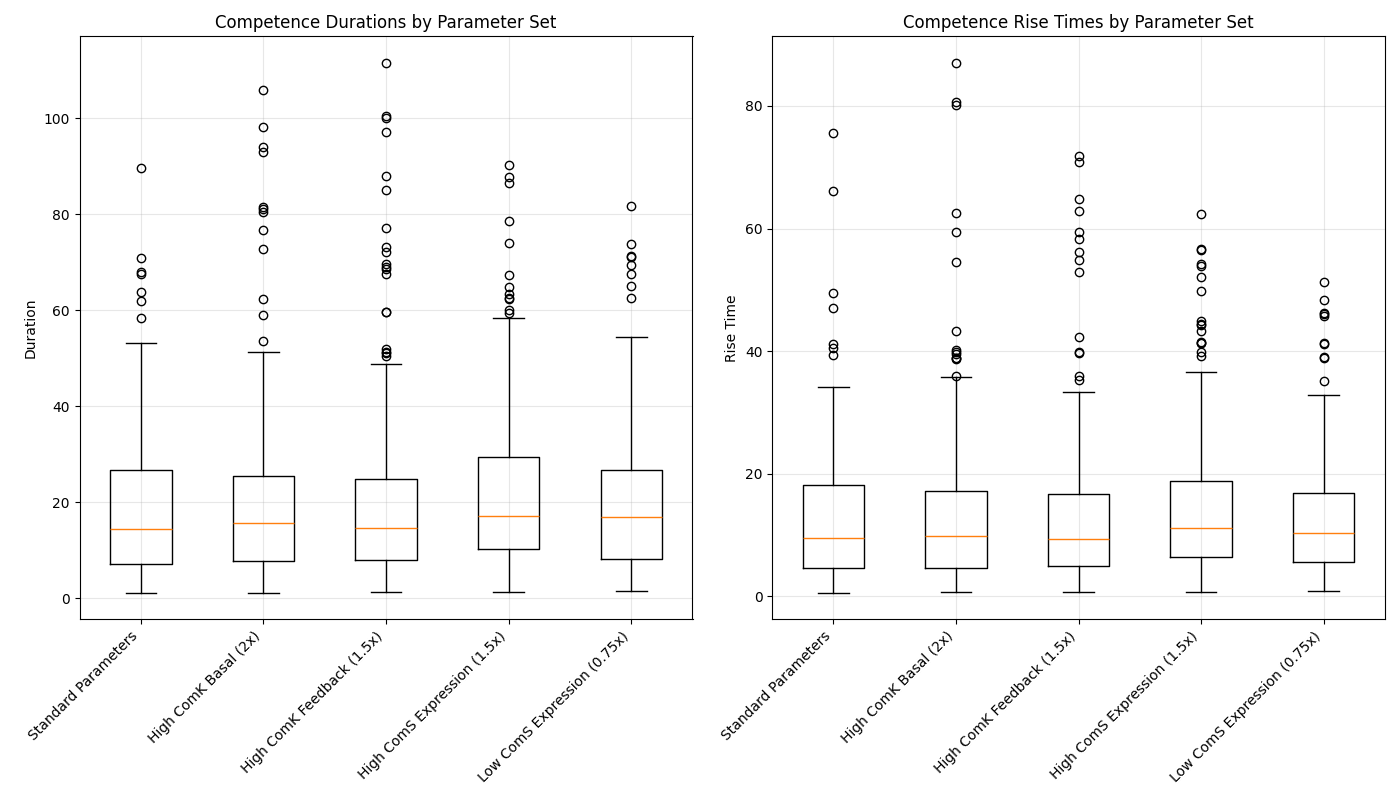 Competence Durations by Parameter Set
Duration
100
80
60
40
20
0
Standard Parameters
High ComK Basal (2x)
High ComK Feedback (1.5x)
High ComS Expression (1.5x)
Low ComS Expression (0.75x)
Competence Rise Times by Parameter Set
Rise Time
80
60
40
20
0
Standard Parameters
High ComK Basal (2x)
High ComK Feedback (1.5x)
High ComS Expression (1.5x)
Low ComS Expression (0.75x)